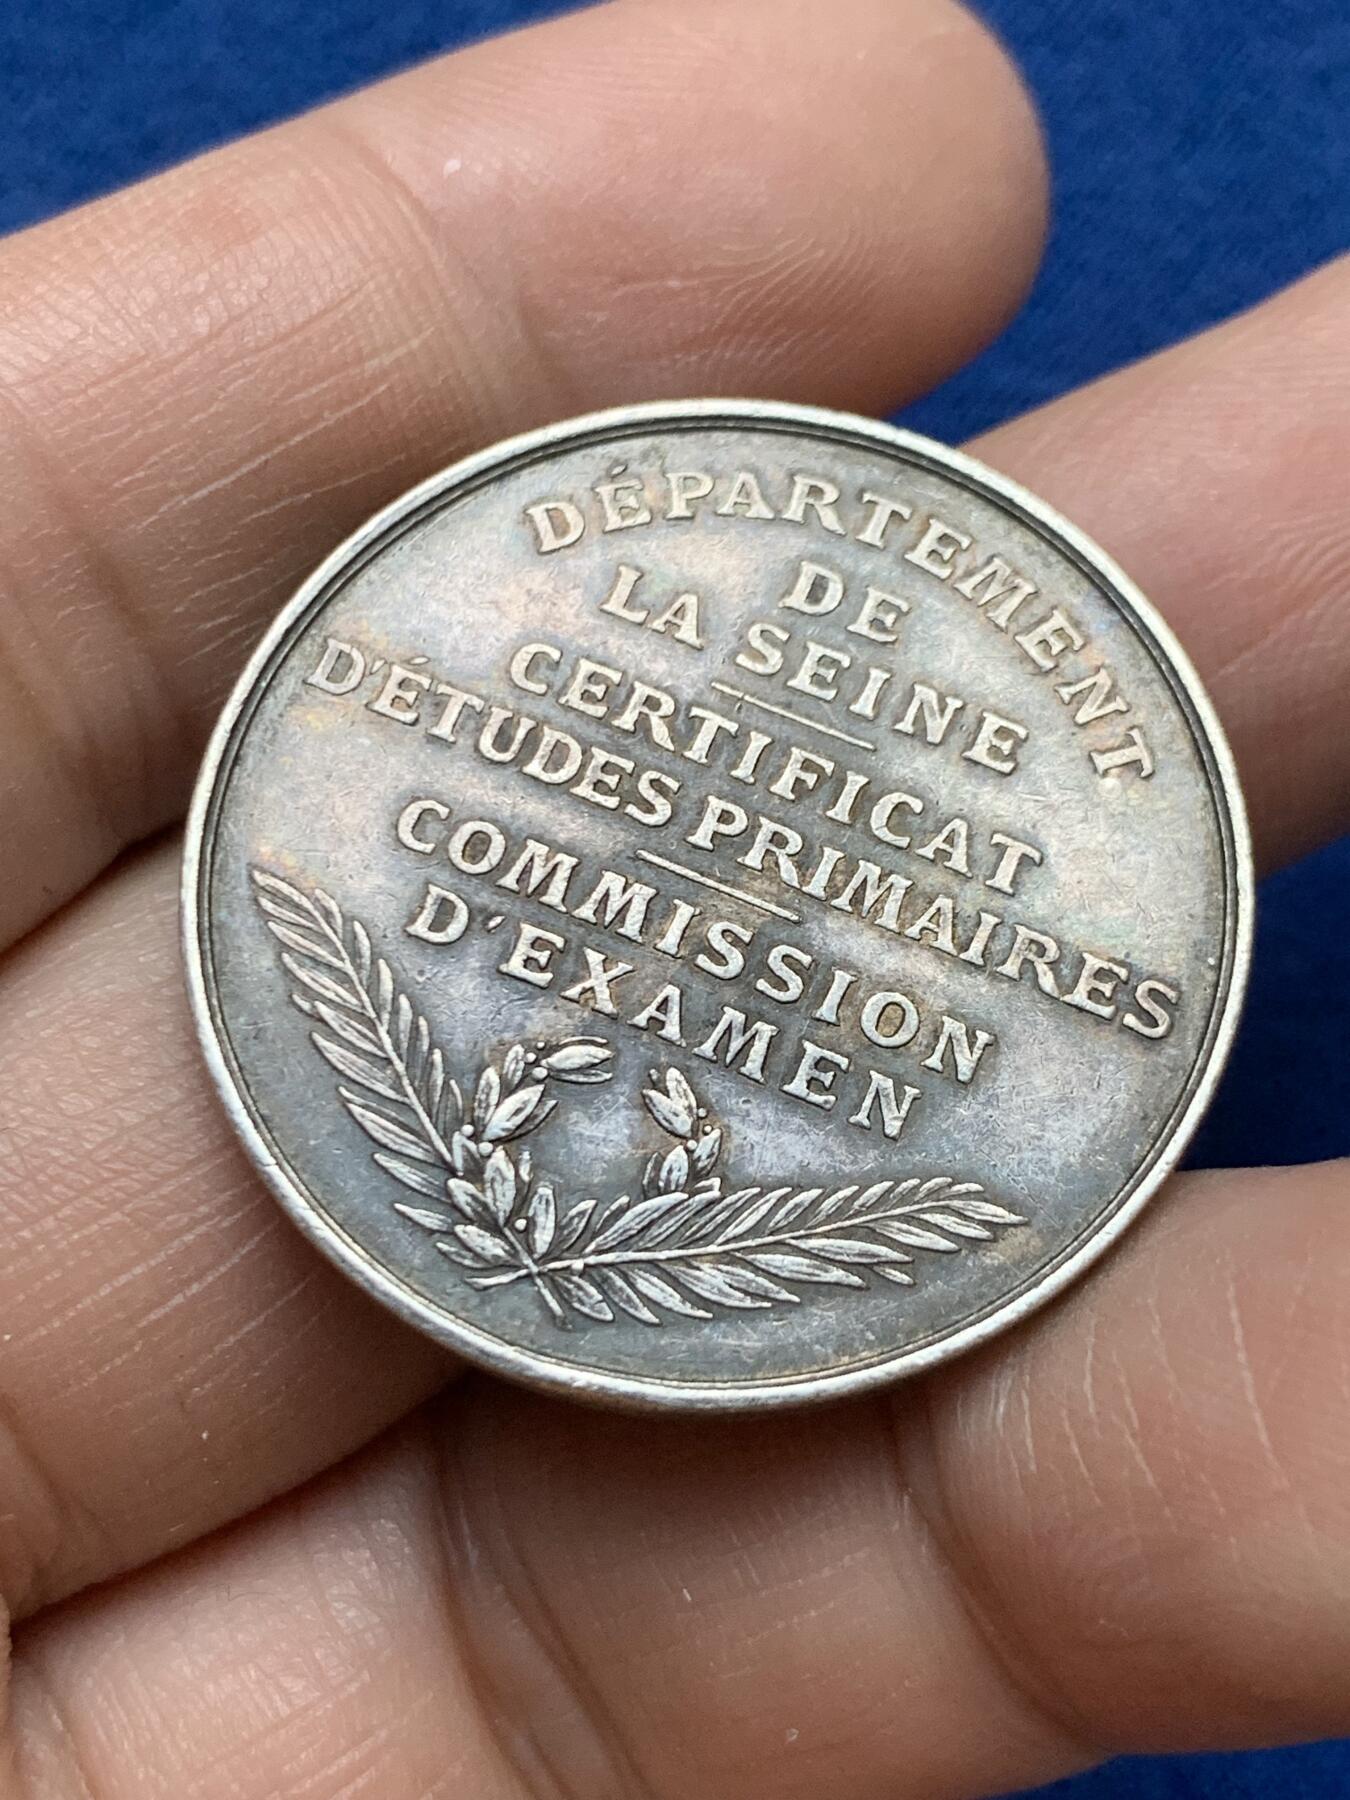 DÉPARTEMENT
DE
LA SEINE
CERTIFICAT
D'ÉTUDES PRIMAIRES
COMMISSION
D'EXAMEN